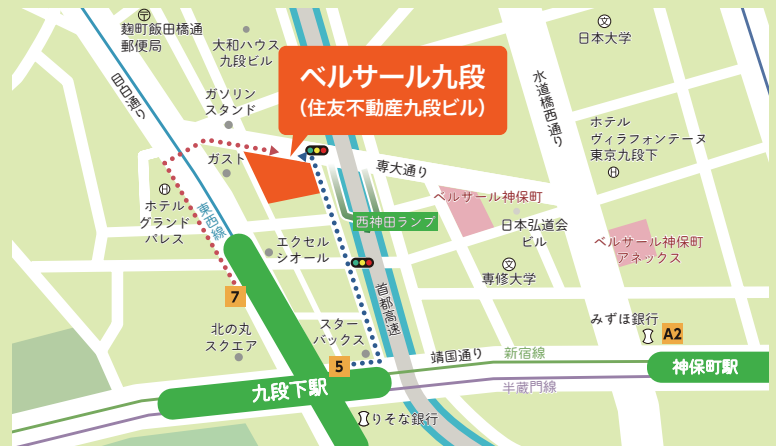 麹町飯田橋通
郵便局
大和ハウス
九段ビル
日本大学
ベルサール九段
(住友不動産九段ビル)
目白通り
ガソリン
スタンド
水道橋西通り
ホテル
ヴィラフォンテーヌ
東京九段下
ガスト
専大通り
ベルサール神保町
ホテル
グランド
パレス
東西線
西神田ランプ
日本弘道会
ビル
エクセル
シオール
ベルサール神保町
アネックス
専修大学
7
首都高速
北の丸
スクエア
スター
バックス
みずほ銀行
A2
靖国通り
新宿線
5
神保町駅
九段下駅
半蔵門線
りそな銀行